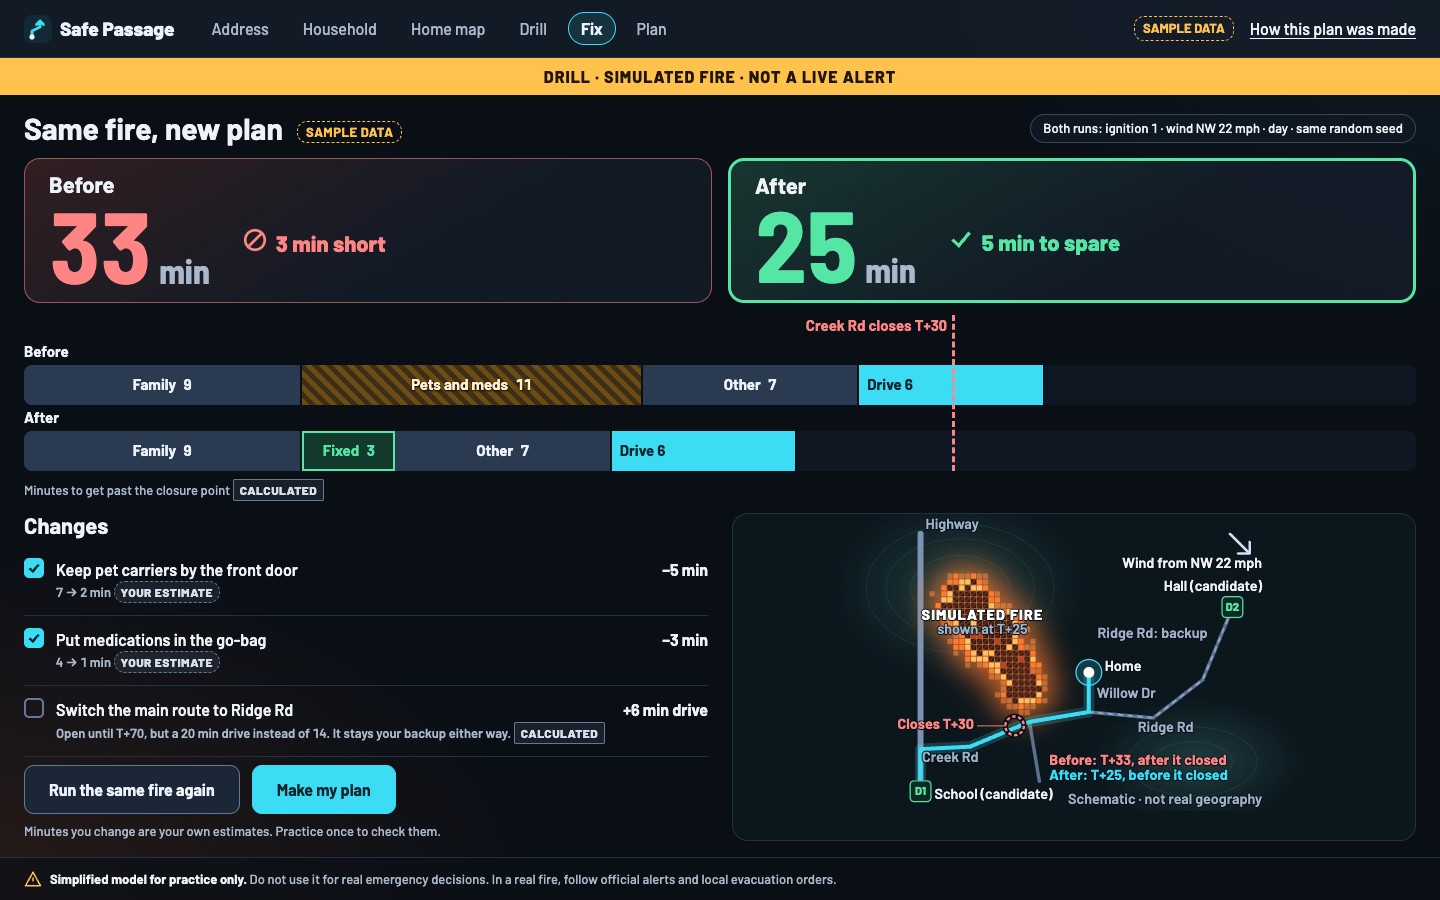 Safe Passage Address Household Home map Drill Fix Plan SAMPLE DATA How this plan was made
DRILL · SIMULATED FIRE · NOT A LIVE ALERT
Same fire, new plan SAMPLE DATA
Both runs: ignition 1 · wind NW 22 mph · day · same random seed
Before
33 min
3 min short
After
25 min
5 min to spare
Creek Rd closes T+30
Before
Family 9 Pets and meds 11 Other 7 Drive 6
After
Family 9 Fixed 3 Other 7 Drive 6
Minutes to get past the closure point CALCULATED
Changes
Keep pet carriers by the front door −5 min
7 → 2 min YOUR ESTIMATE
Put medications in the go-bag −3 min
4 → 1 min YOUR ESTIMATE
Switch the main route to Ridge Rd +6 min drive
Open until T+70, but a 20 min drive instead of 14. It stays your backup either way. CALCULATED
Run the same fire again Make my plan
Minutes you change are your own estimates. Practice once to check them.
Highway
Wind from NW 22 mph
Hall (candidate)
D2
SIMULATED FIRE
shown at T+25
Ridge Rd: backup
Home
Willow Dr
Closes T+30
Ridge Rd
Creek Rd
Before: T+33, after it closed
After: T+25, before it closed
D1 School (candidate)
Schematic · not real geography
Simplified model for practice only. Do not use it for real emergency decisions. In a real fire, follow official alerts and local evacuation orders.